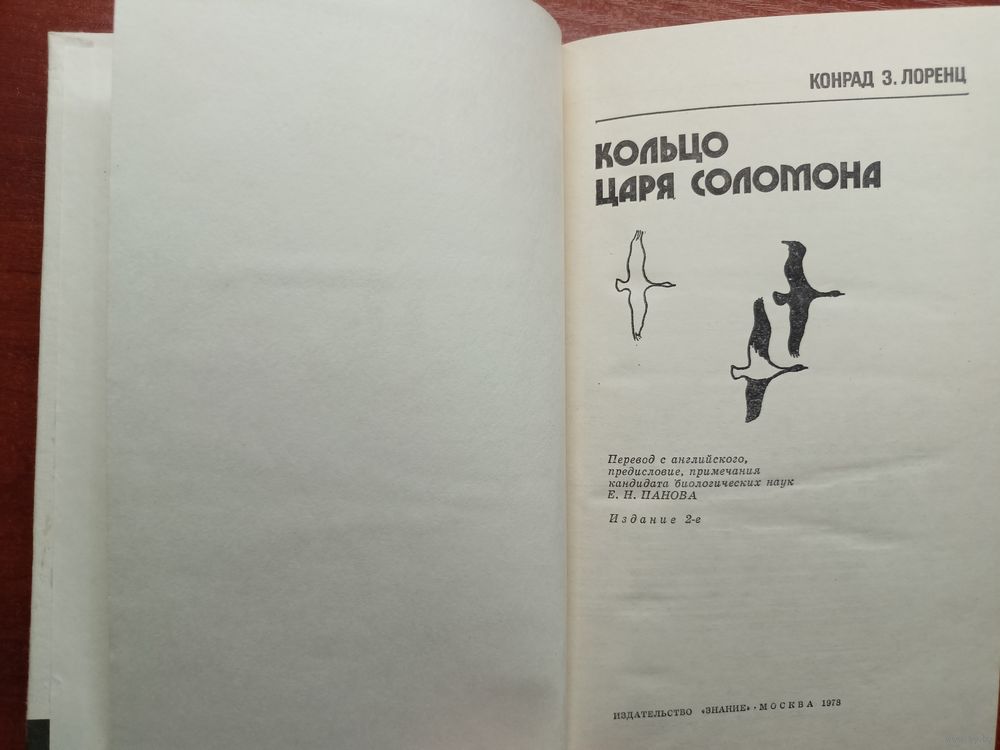 КОНРАД З. ЛОРЕНЦ
КОЛЬЦО
ЦАРЯ СОЛОМОНА
Перевод с английского,
предисловие, примечания
кандидата биологических наук
Е. Н. ПАНОВА
Издание 2-е
ИЗДАТЕЛЬСТВО «ЗНАНИЕ» · МОСКВА 1978